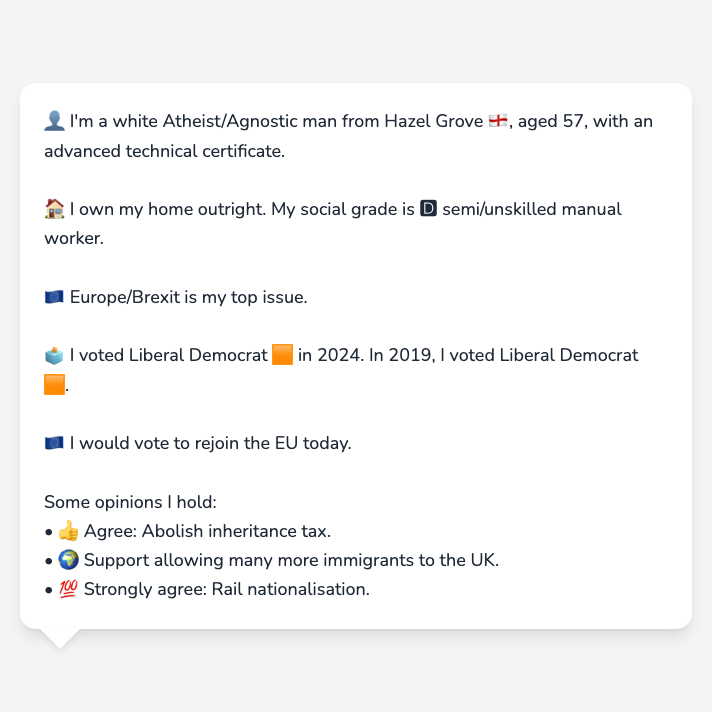 👤 I'm a white Atheist/Agnostic man from Hazel Grove 🏴󠁧󠁢󠁥󠁮󠁧󠁿, aged 57, with an
advanced technical certificate.
🏠 I own my home outright. My social grade is 🅳 semi/unskilled manual
worker.
🇪🇺 Europe/Brexit is my top issue.
🗳️ I voted Liberal Democrat 🟧 in 2024. In 2019, I voted Liberal Democrat
🟧.
🇪🇺 I would vote to rejoin the EU today.
Some opinions I hold:
• 👍 Agree: Abolish inheritance tax.
• 🌍 Support allowing many more immigrants to the UK.
• 💯 Strongly agree: Rail nationalisation.